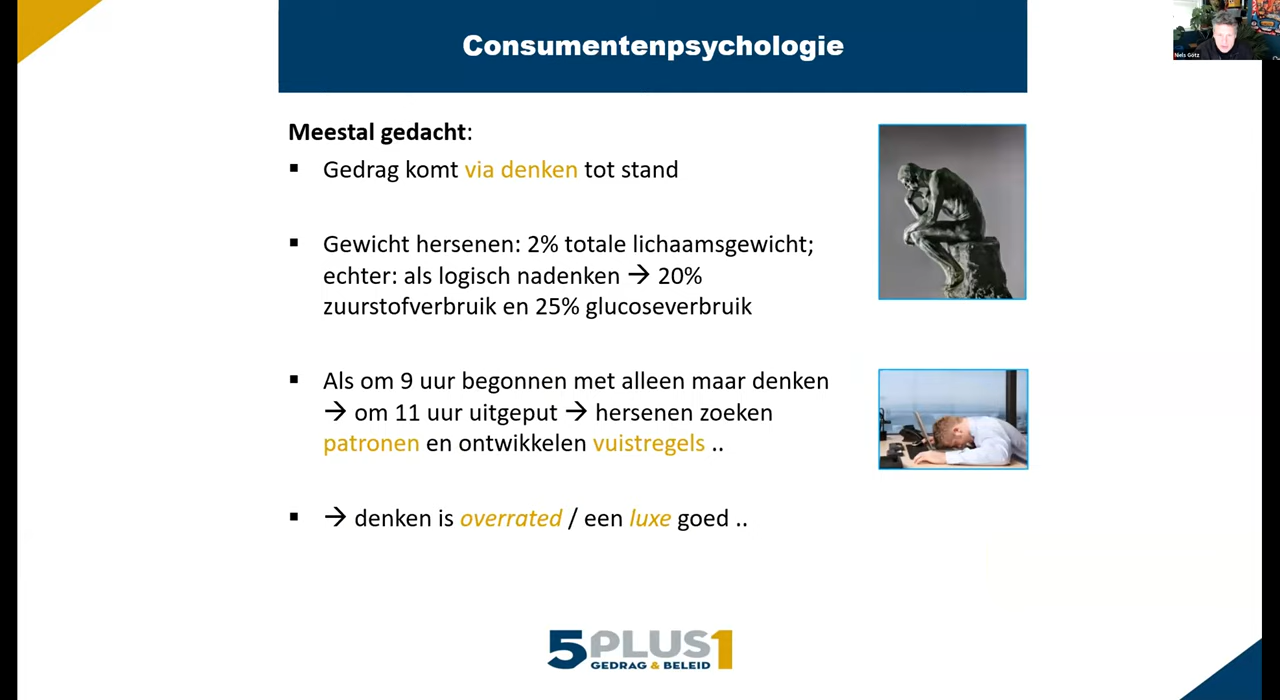 Consumentenpsychologie
Niels Götz
Meestal gedacht:
▪ Gedrag komt via denken tot stand
▪ Gewicht hersenen: 2% totale lichaamsgewicht;
echter: als logisch nadenken → 20%
zuurstofverbruik en 25% glucoseverbruik
▪ Als om 9 uur begonnen met alleen maar denken
→ om 11 uur uitgeput → hersenen zoeken
patronen en ontwikkelen vuistregels ..
▪ → denken is overrated / een luxe goed ..
5PLUS1
GEDRAG & BELEID